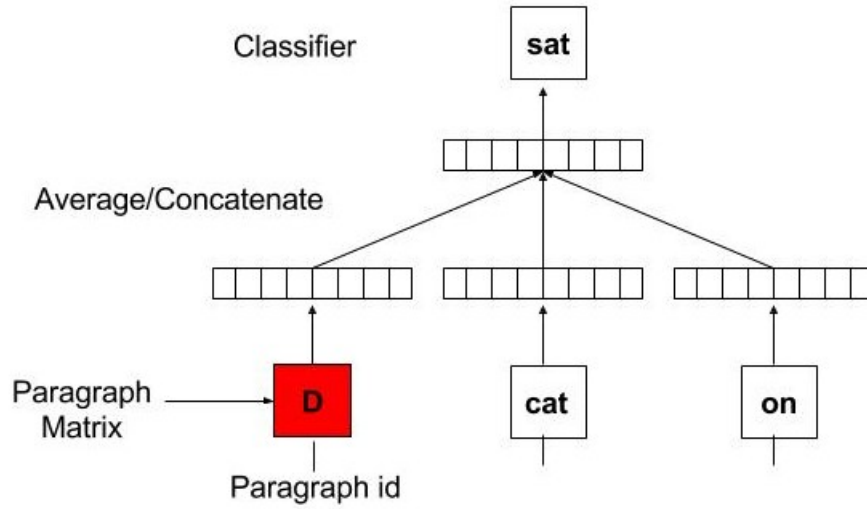 Classifier
sat
Average/Concatenate
Paragraph
Matrix
D
cat
on
Paragraph id